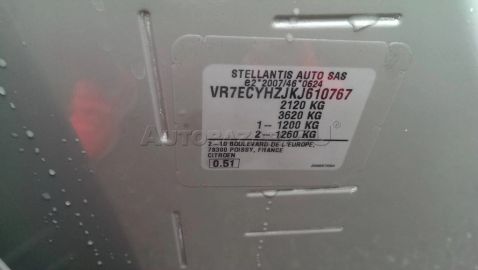 STELLANTIS AUTO SAS
e2*2007/46*0624
VR7ECYHZJKJ610767
2120 KG
3620 KG
1-- 1200 KG
2-- 1260 KG
2-10 BOULEVARD DE L'EUROPE,
78300 POISSY, FRANCE
CITROEN
0.51